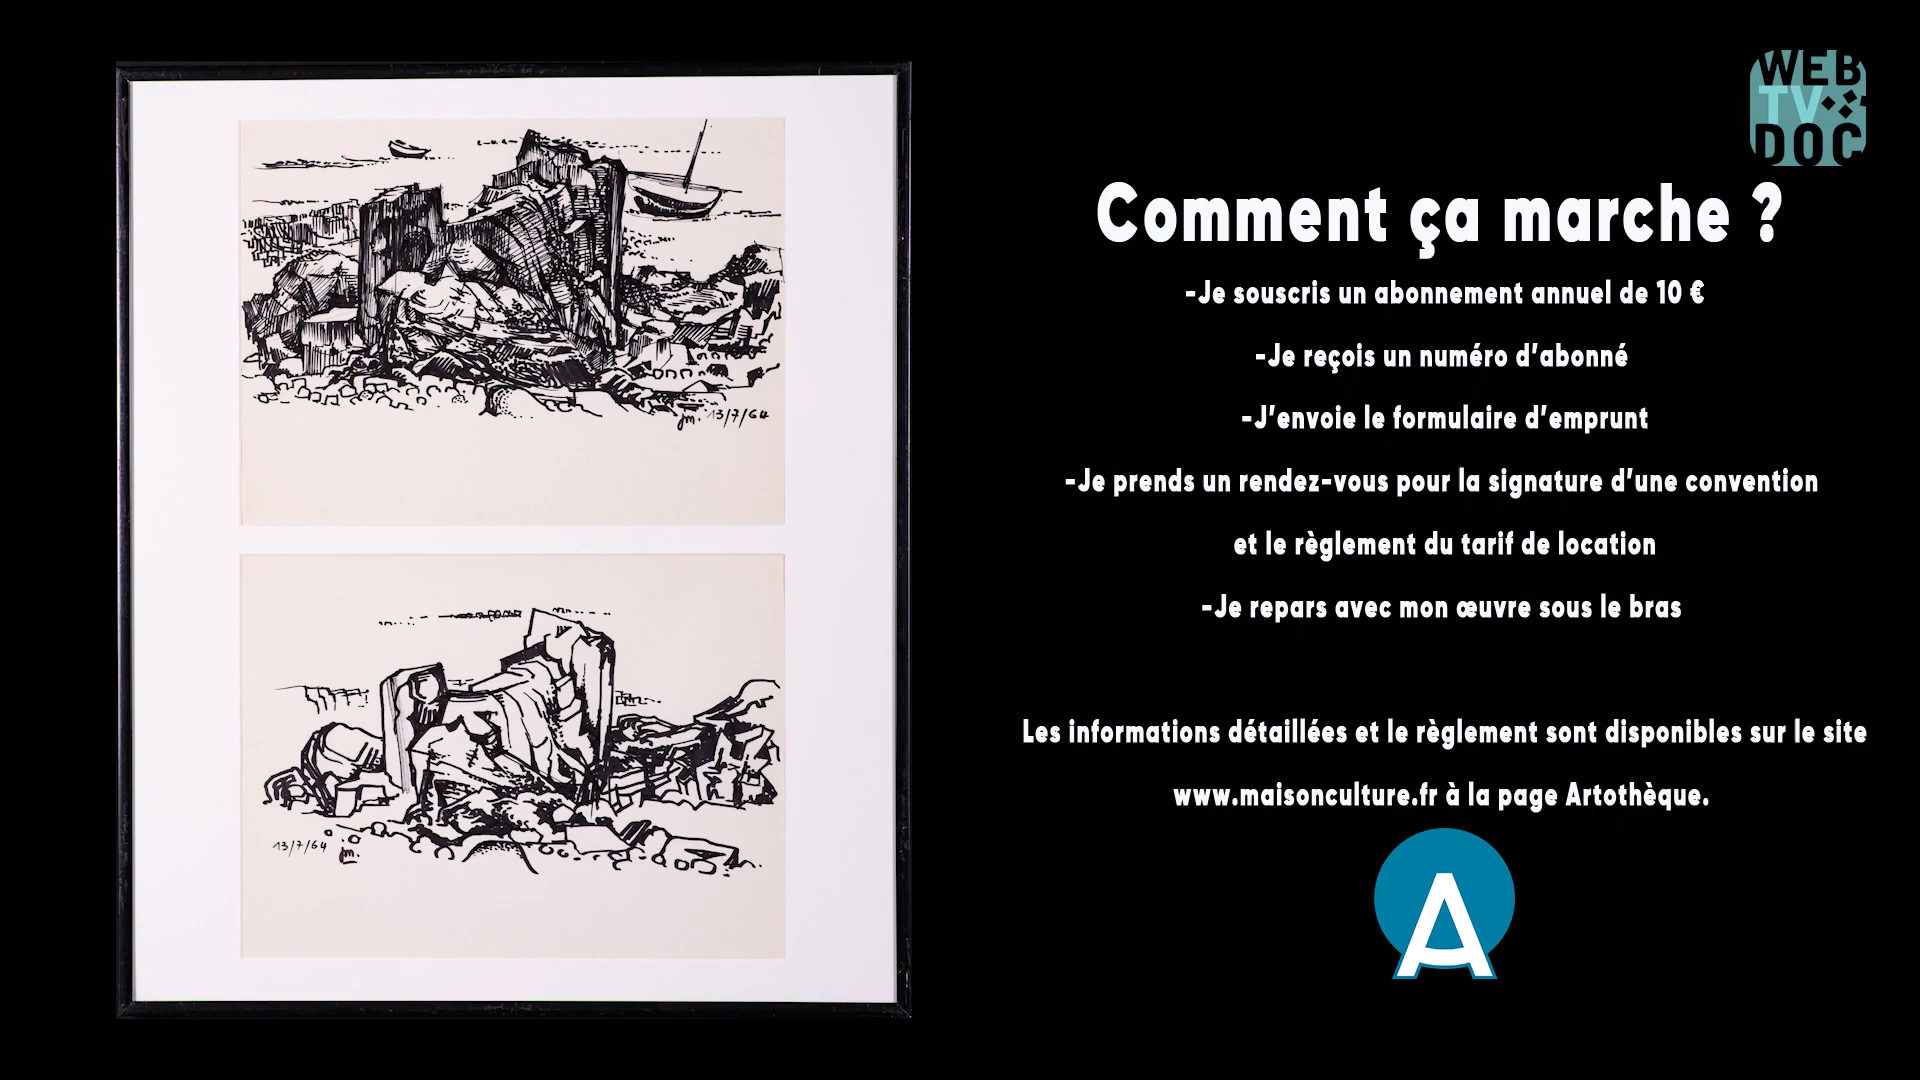 WEB
TV
DOC
Comment ça marche ?
-Je souscris un abonnement annuel de 10 €
-Je reçois un numéro d’abonné
-J’envoie le formulaire d’emprunt
-Je prends un rendez-vous pour la signature d’une convention
et le règlement du tarif de location
-Je repars avec mon œuvre sous le bras
Les informations détaillées et le règlement sont disponibles sur le site
www.maisonculture.fr à la page Artothèque.
A
jm. 13/7/64
13/7/64 jm.